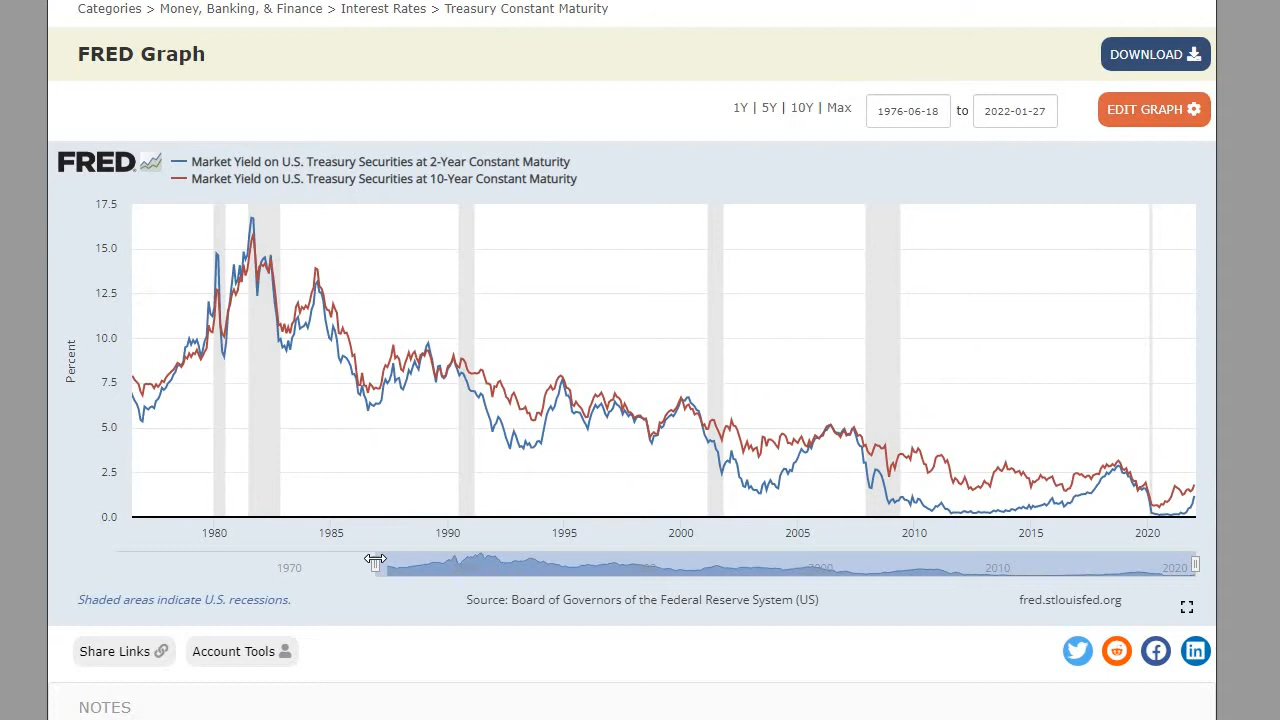 Categories > Money, Banking, & Finance > Interest Rates > Treasury Constant Maturity
FRED Graph
DOWNLOAD
1Y | 5Y | 10Y | Max
1976-06-18 to 2022-01-27
EDIT GRAPH
FRED
Market Yield on U.S. Treasury Securities at 2-Year Constant Maturity
Market Yield on U.S. Treasury Securities at 10-Year Constant Maturity
17.5
15.0
12.5
10.0
7.5
5.0
2.5
0.0
Percent
1980 1985 1990 1995 2000 2005 2010 2015 2020
1970 2000 2010 2020
Shaded areas indicate U.S. recessions.
Source: Board of Governors of the Federal Reserve System (US)
fred.stlouisfed.org
Share Links
Account Tools
NOTES